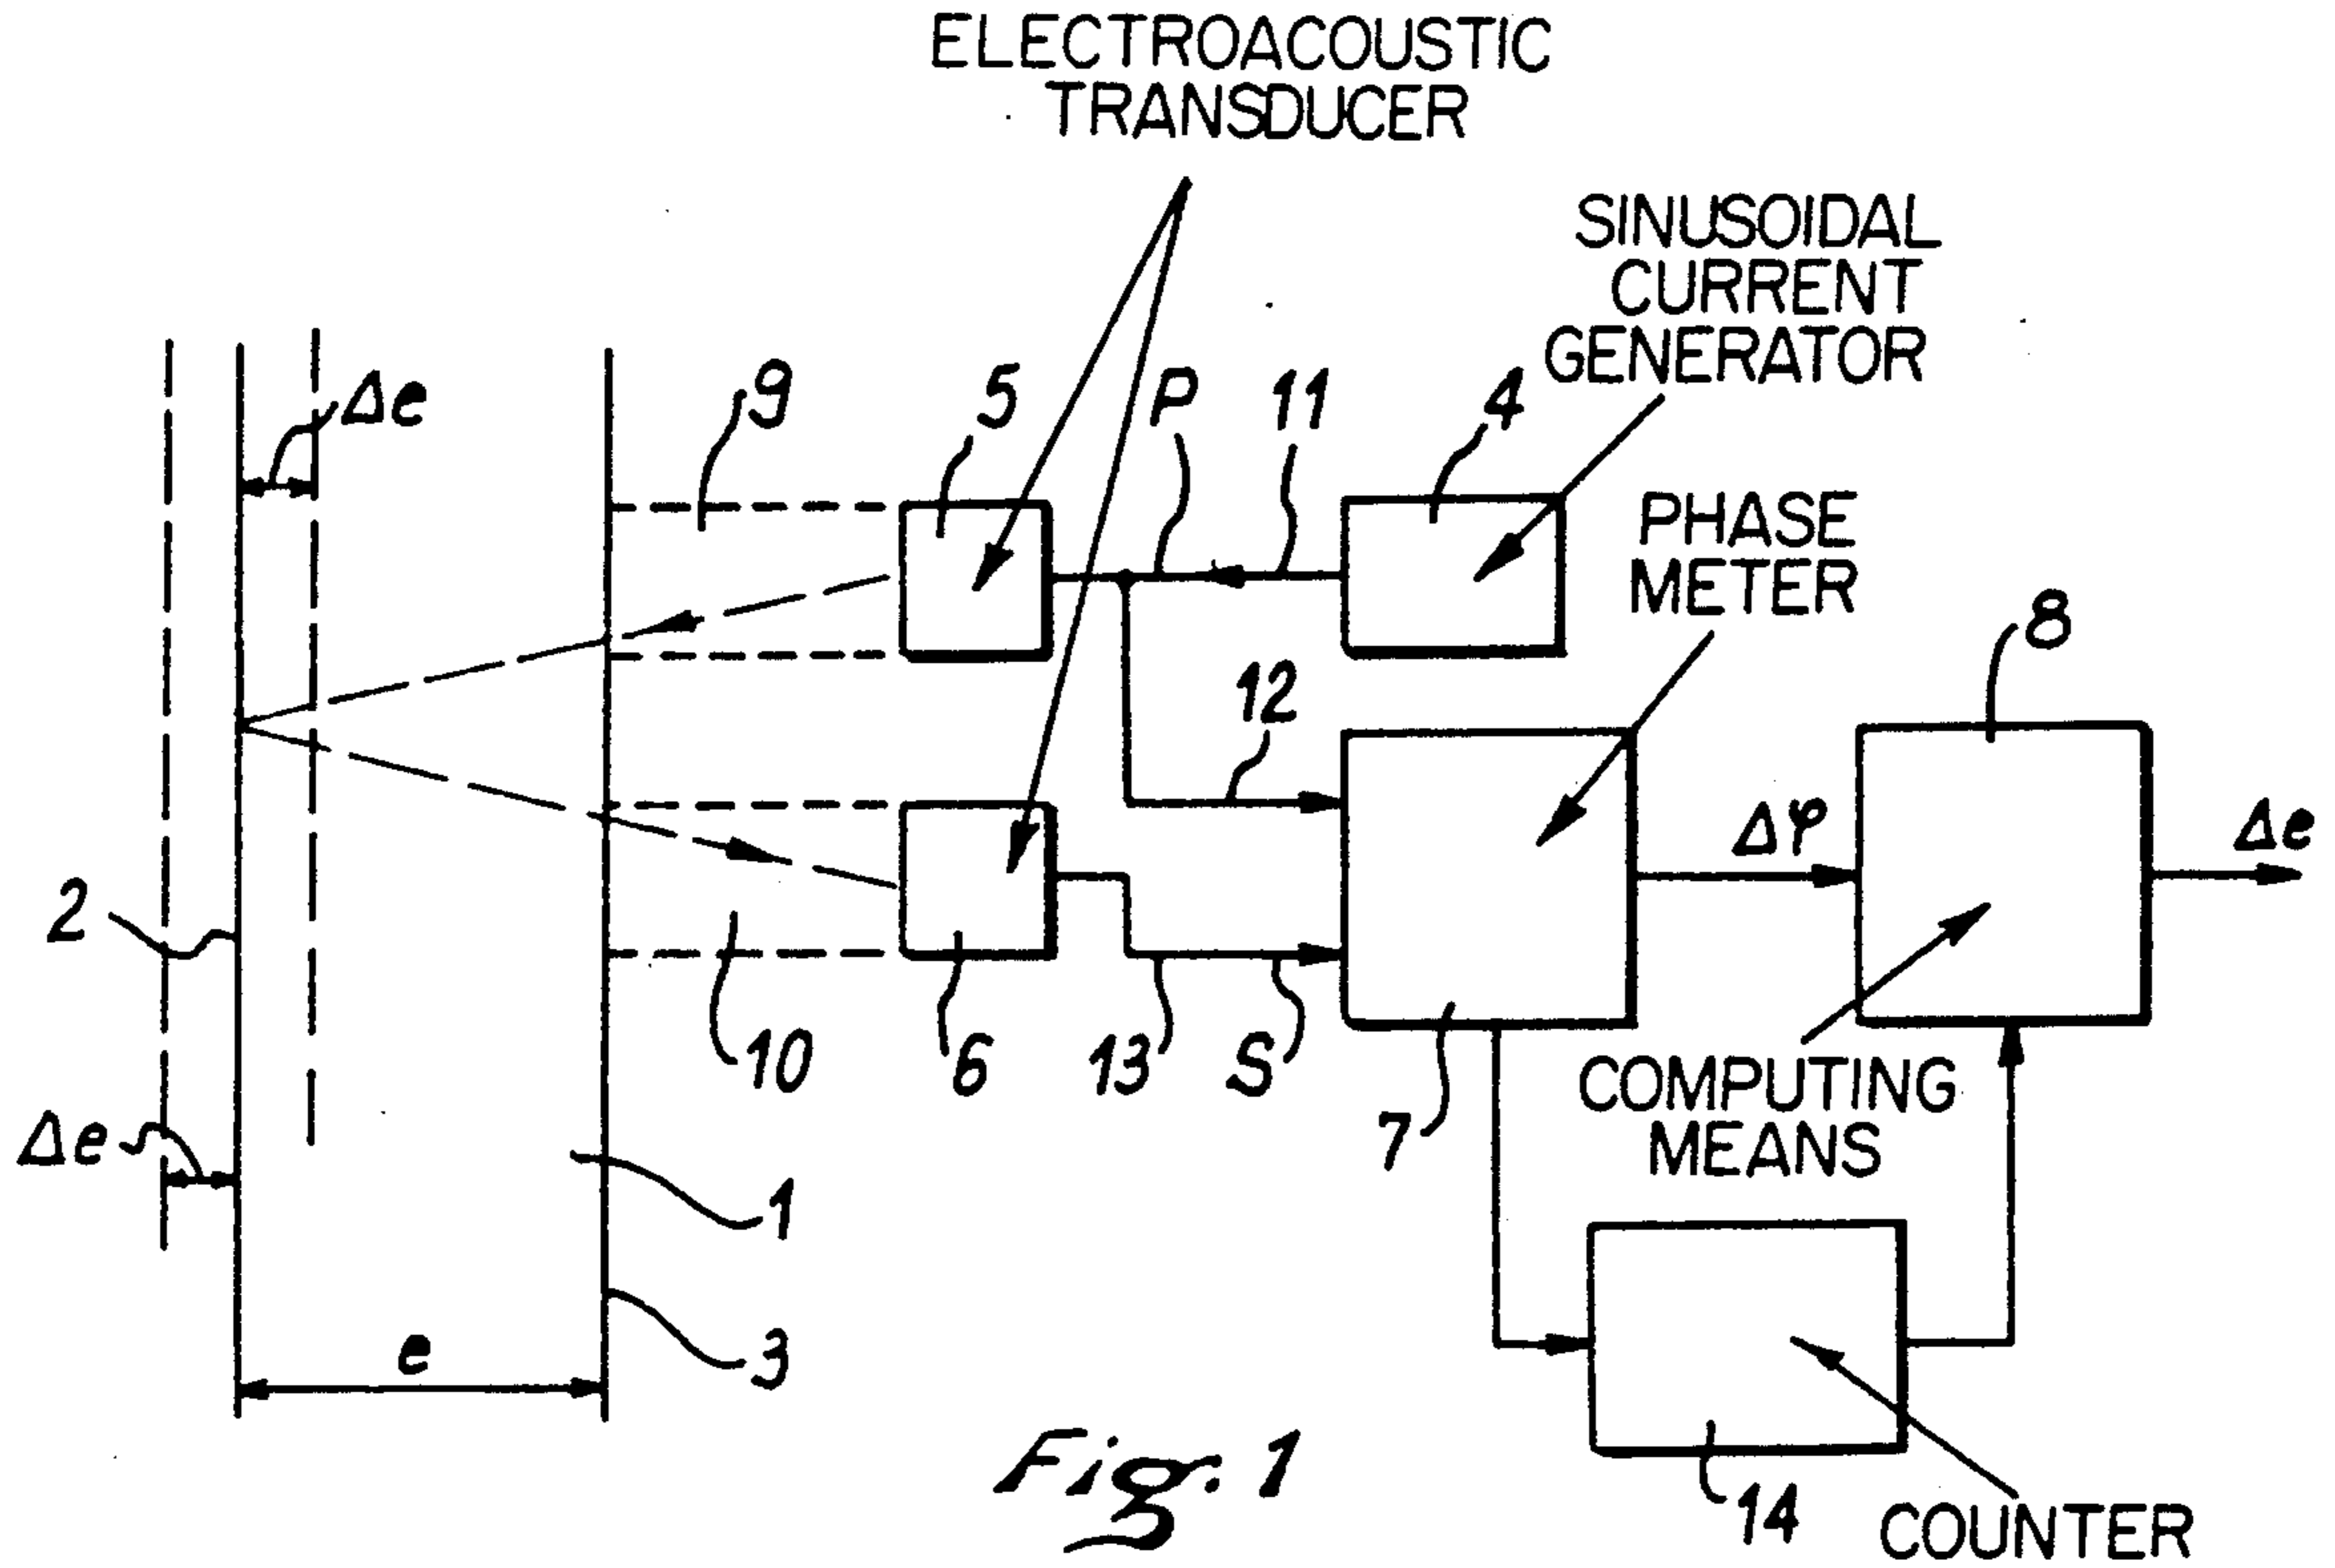 ELECTROACOUSTIC
TRANSDUCER
SINUSOIDAL
CURRENT
GENERATOR
Δe
9
5
P
11
4
PHASE
METER
8
12
Δφ
Δe
2
10
6
13
S
7
COMPUTING
MEANS
Δe
1
e
3
14
COUNTER
Fig. 1